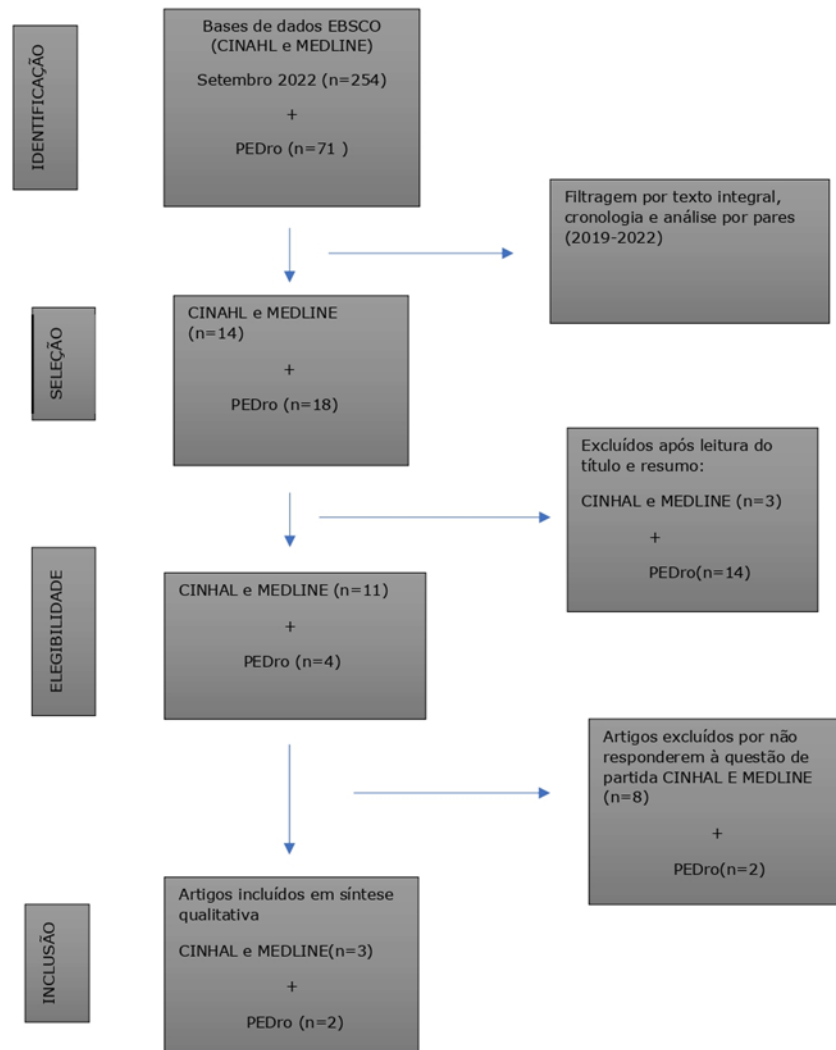 IDENTIFICAÇÃO
Bases de dados EBSCO
(CINAHL e MEDLINE)
Setembro 2022 (n=254)
+
PEDro (n=71 )
Filtragem por texto integral,
cronologia e análise por pares
(2019-2022)
SELEÇÃO
CINAHL e MEDLINE
(n=14)
+
PEDro (n=18)
Excluídos após leitura do
título e resumo:
CINHAL e MEDLINE (n=3)
+
PEDro(n=14)
ELEGIBILIDADE
CINHAL e MEDLINE (n=11)
+
PEDro (n=4)
Artigos excluídos por não
responderem à questão de
partida CINHAL E MEDLINE
(n=8)
+
PEDro(n=2)
INCLUSÃO
Artigos incluídos em síntese
qualitativa
CINHAL e MEDLINE(n=3)
+
PEDro (n=2)